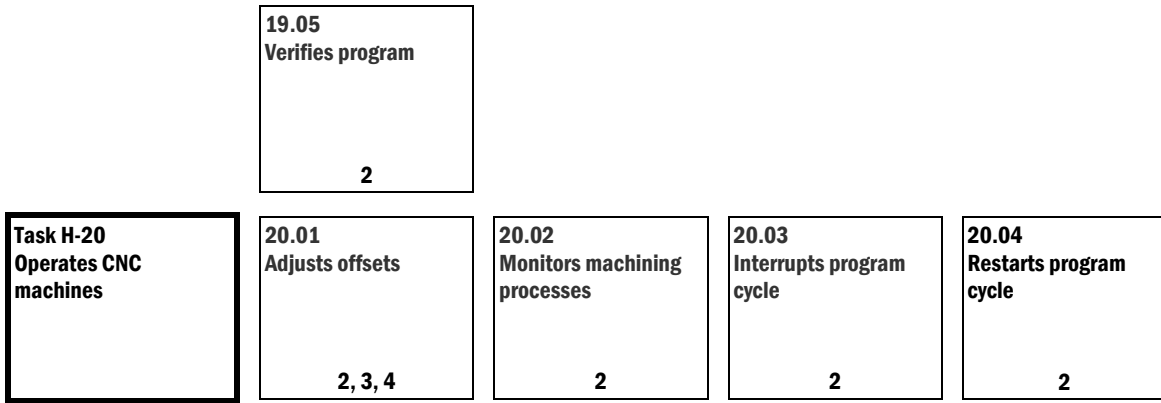 19.05
Verifies program
2
Task H-20
Operates CNC
machines
20.01
Adjusts offsets
2, 3, 4
20.02
Monitors machining
processes
2
20.03
Interrupts program
cycle
2
20.04
Restarts program
cycle
2